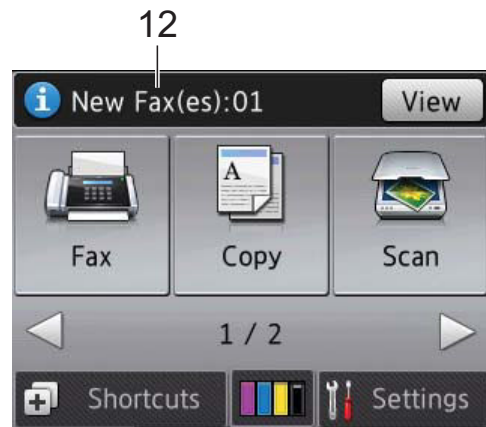 12
New Fax(es):01 View
A
Fax Copy Scan
1 / 2
Shortcuts Settings